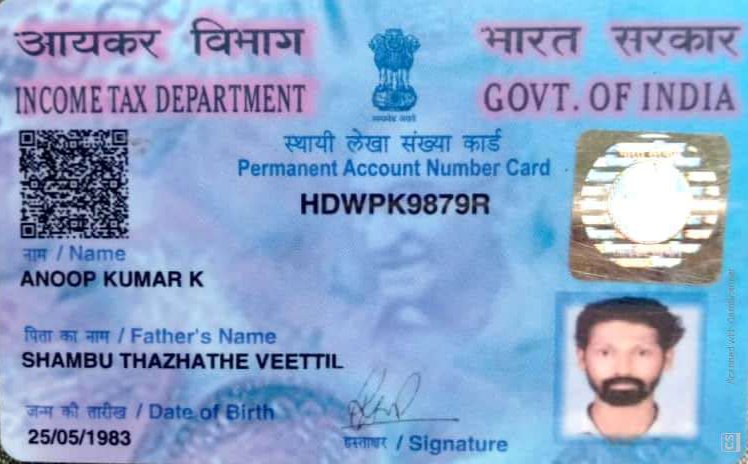 आयकर विभाग
INCOME TAX DEPARTMENT
भारत सरकार
GOVT. OF INDIA
सत्यमेव जयते
स्थायी लेखा संख्या कार्ड
Permanent Account Number Card
HDWPK9879R
नाम / Name
ANOOP KUMAR K
पिता का नाम / Father's Name
SHAMBU THAZHATHE VEETTIL
जन्म की तारीख / Date of Birth
25/05/1983
हस्ताक्षर / Signature
Scanned with CamScanner
CS